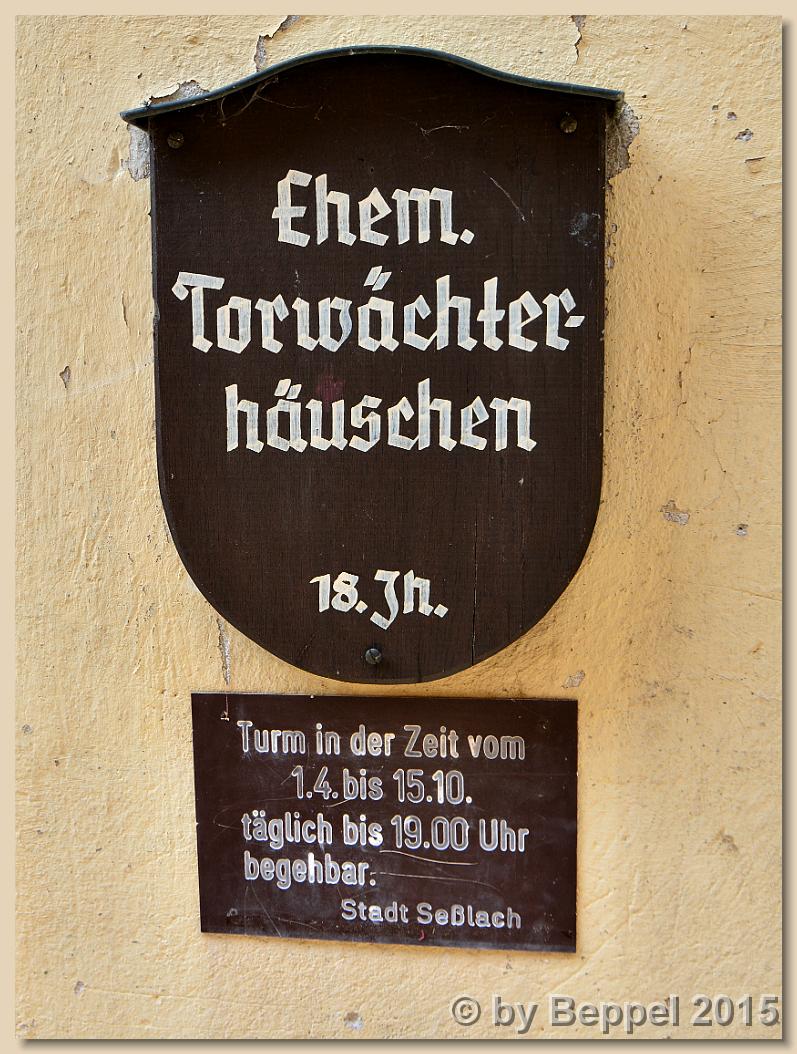 Ehem.
Torwächter-
häuschen
18. Jh.
Turm in der Zeit vom
1.4. bis 15.10.
täglich bis 19.00 Uhr
begehbar.
Stadt Seßlach
© by Beppel 2015